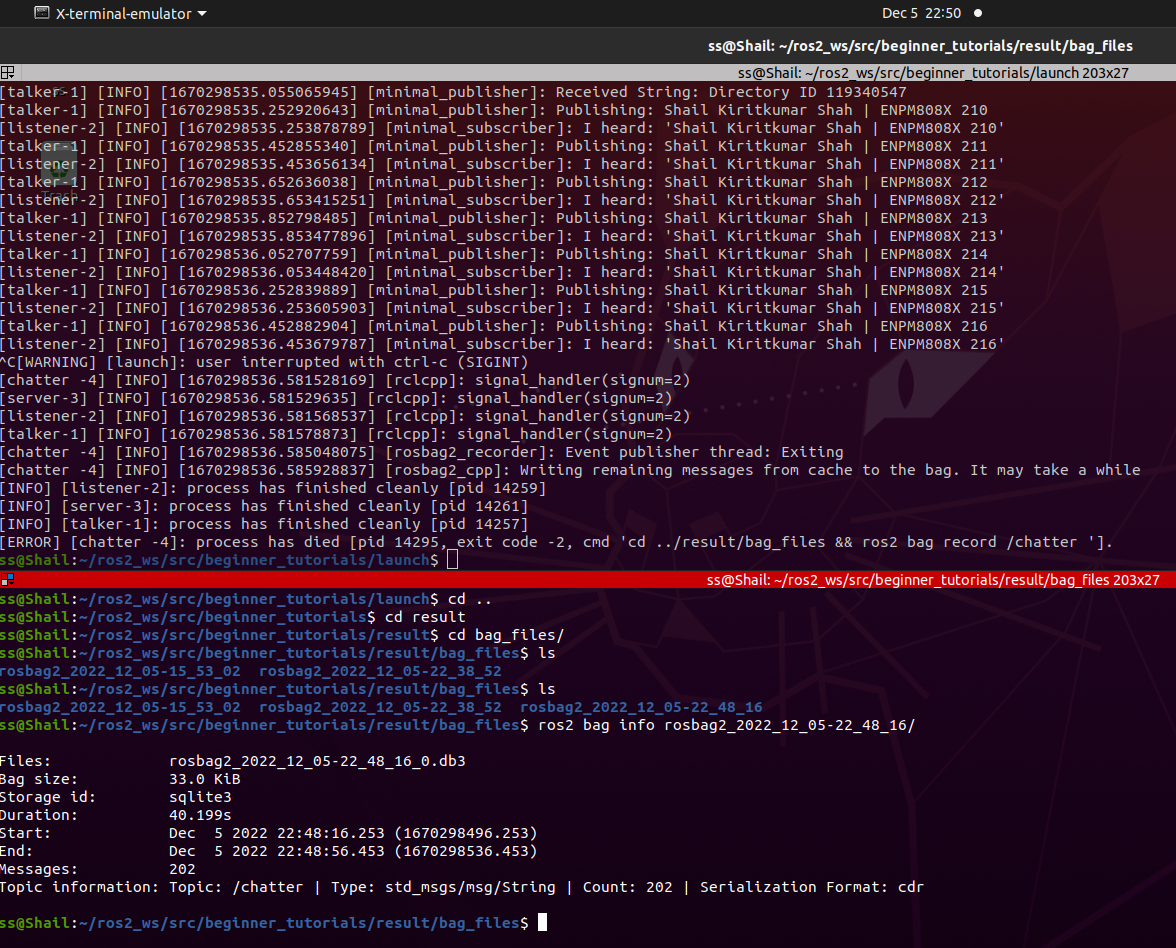 X-terminal-emulator
Dec 5 22:50
ss@Shail: ~/ros2_ws/src/beginner_tutorials/result/bag_files
ss@Shail: ~/ros2_ws/src/beginner_tutorials/launch 203x27
[talker-1] [INFO] [1670298535.055065945] [minimal_publisher]: Received String: Directory ID 119340547
[talker-1] [INFO] [1670298535.252920643] [minimal_publisher]: Publishing: Shail Kiritkumar Shah | ENPM808X 210
[listener-2] [INFO] [1670298535.253878789] [minimal_subscriber]: I heard: 'Shail Kiritkumar Shah | ENPM808X 210'
[talker-1] [INFO] [1670298535.452855340] [minimal_publisher]: Publishing: Shail Kiritkumar Shah | ENPM808X 211
[listener-2] [INFO] [1670298535.453656134] [minimal_subscriber]: I heard: 'Shail Kiritkumar Shah | ENPM808X 211'
[talker-1] [INFO] [1670298535.652636038] [minimal_publisher]: Publishing: Shail Kiritkumar Shah | ENPM808X 212
[listener-2] [INFO] [1670298535.653415251] [minimal_subscriber]: I heard: 'Shail Kiritkumar Shah | ENPM808X 212'
[talker-1] [INFO] [1670298535.852798485] [minimal_publisher]: Publishing: Shail Kiritkumar Shah | ENPM808X 213
[listener-2] [INFO] [1670298535.853477896] [minimal_subscriber]: I heard: 'Shail Kiritkumar Shah | ENPM808X 213'
[talker-1] [INFO] [1670298536.052707759] [minimal_publisher]: Publishing: Shail Kiritkumar Shah | ENPM808X 214
[listener-2] [INFO] [1670298536.053448420] [minimal_subscriber]: I heard: 'Shail Kiritkumar Shah | ENPM808X 214'
[talker-1] [INFO] [1670298536.252839889] [minimal_publisher]: Publishing: Shail Kiritkumar Shah | ENPM808X 215
[listener-2] [INFO] [1670298536.253605903] [minimal_subscriber]: I heard: 'Shail Kiritkumar Shah | ENPM808X 215'
[talker-1] [INFO] [1670298536.452882904] [minimal_publisher]: Publishing: Shail Kiritkumar Shah | ENPM808X 216
[listener-2] [INFO] [1670298536.453679787] [minimal_subscriber]: I heard: 'Shail Kiritkumar Shah | ENPM808X 216'
^C[WARNING] [launch]: user interrupted with ctrl-c (SIGINT)
[chatter -4] [INFO] [1670298536.581528169] [rclcpp]: signal_handler(signum=2)
[server-3] [INFO] [1670298536.581529635] [rclcpp]: signal_handler(signum=2)
[listener-2] [INFO] [1670298536.581568537] [rclcpp]: signal_handler(signum=2)
[talker-1] [INFO] [1670298536.581578873] [rclcpp]: signal_handler(signum=2)
[chatter -4] [INFO] [1670298536.585048075] [rosbag2_recorder]: Event publisher thread: Exiting
[chatter -4] [INFO] [1670298536.585928837] [rosbag2_cpp]: Writing remaining messages from cache to the bag. It may take a while
[INFO] [listener-2]: process has finished cleanly [pid 14259]
[INFO] [server-3]: process has finished cleanly [pid 14261]
[INFO] [talker-1]: process has finished cleanly [pid 14257]
[ERROR] [chatter -4]: process has died [pid 14295, exit code -2, cmd 'cd ../result/bag_files && ros2 bag record /chatter '].
ss@Shail:~/ros2_ws/src/beginner_tutorials/launch$
ss@Shail: ~/ros2_ws/src/beginner_tutorials/result/bag_files 203x27
ss@Shail:~/ros2_ws/src/beginner_tutorials/launch$ cd ..
ss@Shail:~/ros2_ws/src/beginner_tutorials$ cd result
ss@Shail:~/ros2_ws/src/beginner_tutorials/result$ cd bag_files/
ss@Shail:~/ros2_ws/src/beginner_tutorials/result/bag_files$ ls
rosbag2_2022_12_05-15_53_02  rosbag2_2022_12_05-22_38_52
ss@Shail:~/ros2_ws/src/beginner_tutorials/result/bag_files$ ls
rosbag2_2022_12_05-15_53_02  rosbag2_2022_12_05-22_38_52  rosbag2_2022_12_05-22_48_16
ss@Shail:~/ros2_ws/src/beginner_tutorials/result/bag_files$ ros2 bag info rosbag2_2022_12_05-22_48_16/
Files:             rosbag2_2022_12_05-22_48_16_0.db3
Bag size:          33.0 KiB
Storage id:        sqlite3
Duration:          40.199s
Start:             Dec  5 2022 22:48:16.253 (1670298496.253)
End:               Dec  5 2022 22:48:56.453 (1670298536.453)
Messages:          202
Topic information: Topic: /chatter | Type: std_msgs/msg/String | Count: 202 | Serialization Format: cdr
ss@Shail:~/ros2_ws/src/beginner_tutorials/result/bag_files$